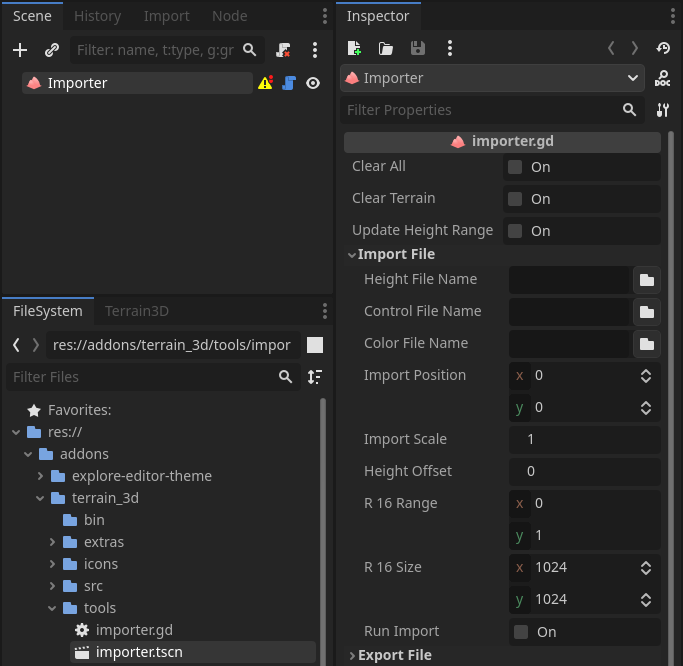 Scene History Import Node
Filter: name, t:type, g:gr
Importer
FileSystem Terrain3D
res://addons/terrain_3d/tools/impor
Filter Files
Favorites:
res://
addons
explore-editor-theme
terrain_3d
bin
extras
icons
src
tools
importer.gd
importer.tscn
Inspector
Importer
DOC
Filter Properties
importer.gd
Clear All On
Clear Terrain On
Update Height Range On
Import File
Height File Name
Control File Name
Color File Name
Import Position x 0
y 0
Import Scale 1
Height Offset 0
R 16 Range x 0
y 1
R 16 Size x 1024
y 1024
Run Import On
Export File